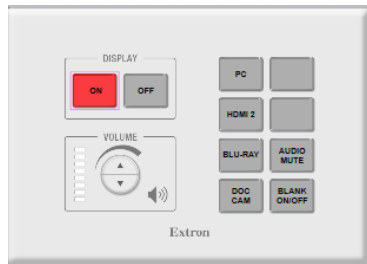 DISPLAY
ON
OFF
VOLUME
PC
HDMI 2
BLU-RAY
AUDIO
MUTE
DOC
CAM
BLANK
ON/OFF
Extron